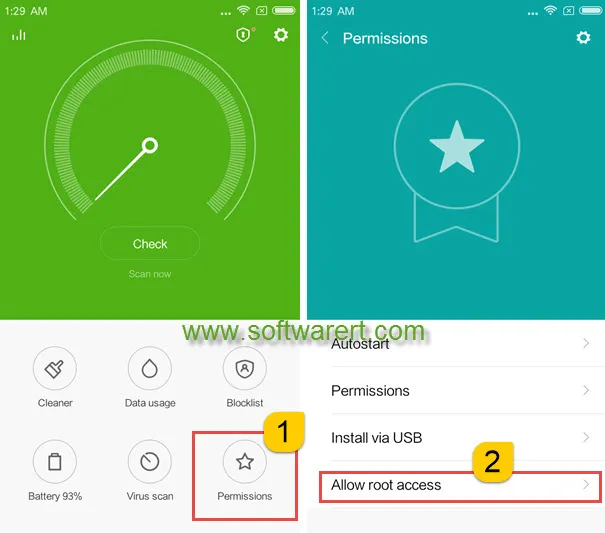 1:29 AM
Check
Scan now
Cleaner
Data usage
Blocklist
1
Battery 93%
Virus scan
Permissions
1:29 AM
Permissions
www.softwarert.com
Autostart
Permissions
Install via USB
2
Allow root access